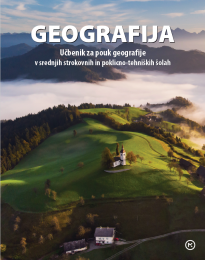 GEOGRAFIJA
Učbenik za pouk geografije
v srednjih strokovnih in poklicno-tehniških šolah
M